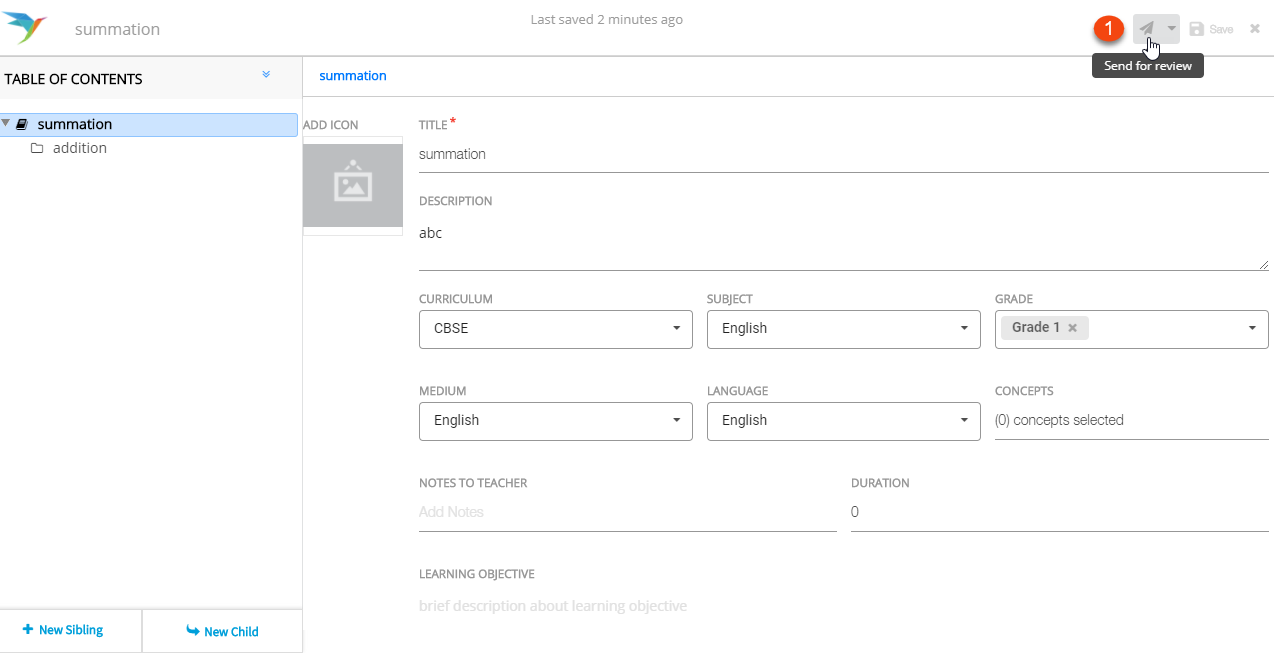 summation
Last saved 2 minutes ago
1
Save
Send for review
TABLE OF CONTENTS
summation
addition
New Sibling
New Child
summation
ADD ICON
TITLE*
summation
DESCRIPTION
abc
CURRICULUM SUBJECT GRADE
CBSE English Grade 1
MEDIUM LANGUAGE CONCEPTS
English English (0) concepts selected
NOTES TO TEACHER DURATION
Add Notes 0
LEARNING OBJECTIVE
brief description about learning objective